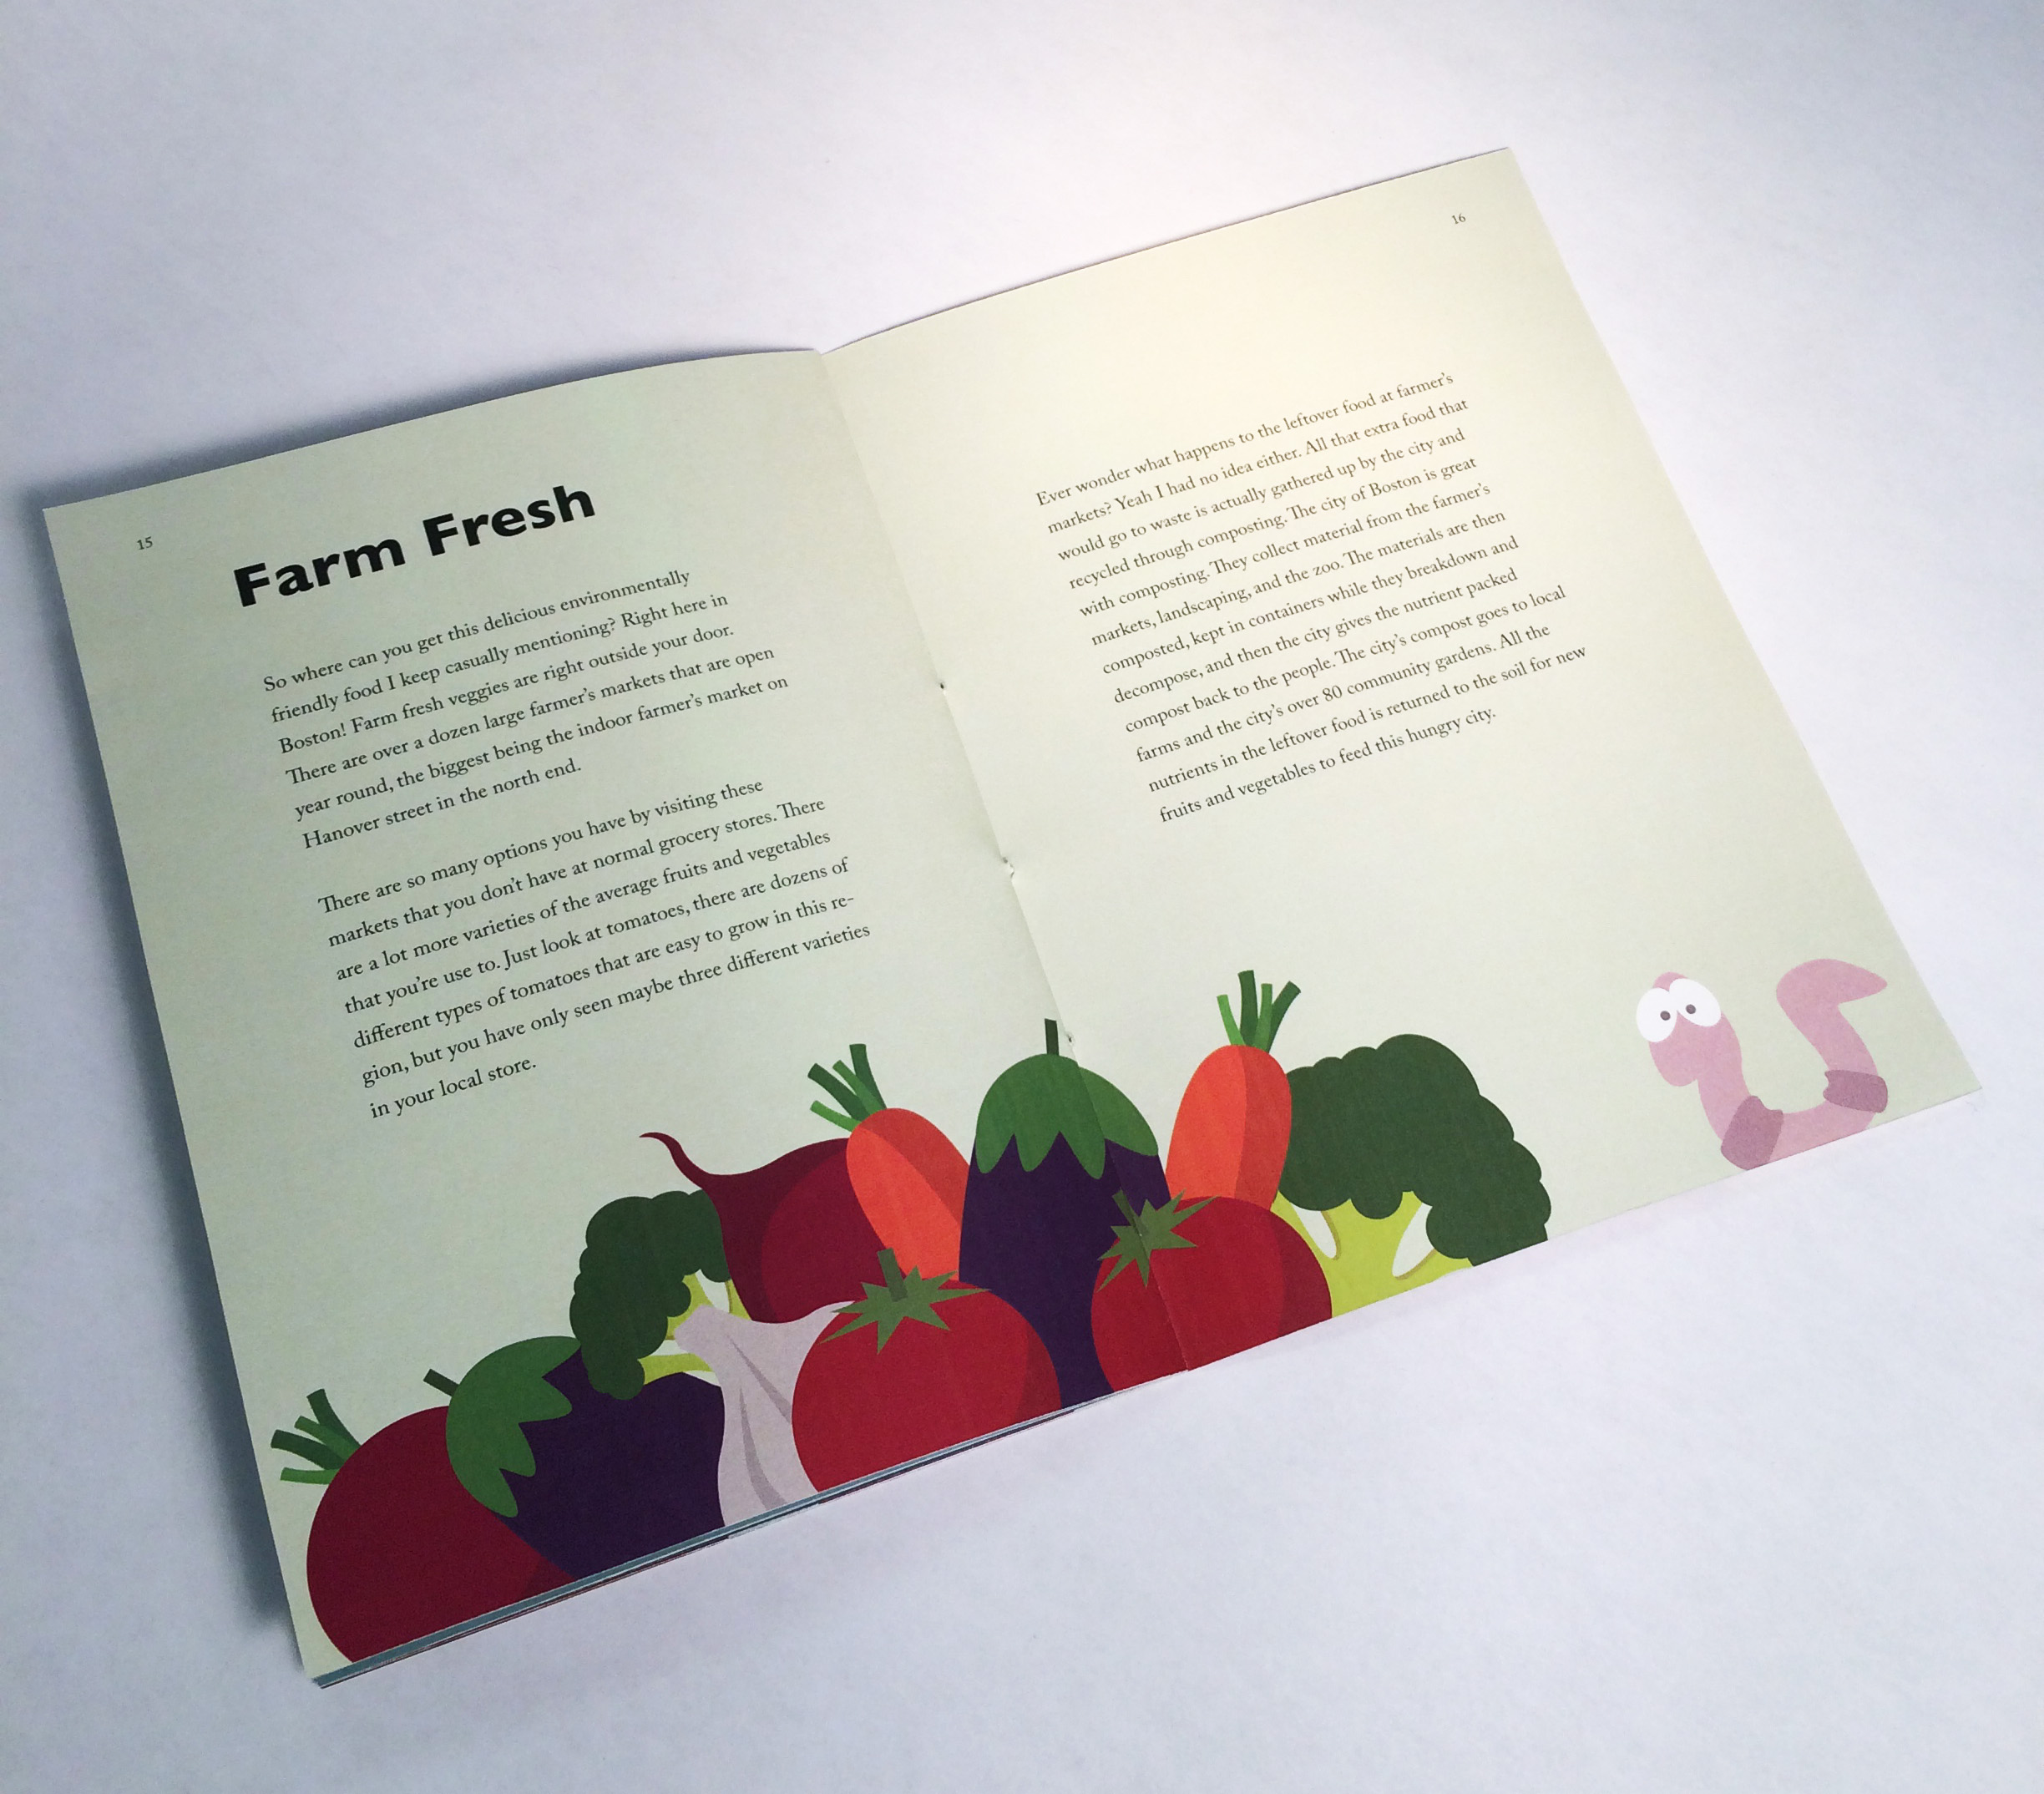 15
Farm Fresh
So where can you get this delicious environmentally
friendly food I keep casually mentioning? Right here in
Boston! Farm fresh veggies are right outside your door.
There are over a dozen large farmer's markets that are open
year round, the biggest being the indoor farmer's market on
Hanover street in the north end.
There are so many options you have by visiting these
markets that you don't have at normal grocery stores. There
are a lot more varieties of the average fruits and vegetables
that you're use to. Just look at tomatoes, there are dozens of
different types of tomatoes that are easy to grow in this re-
gion, but you have only seen maybe three different varieties
in your local store.
16
Ever wonder what happens to the leftover food at farmer's
markets? Yeah I had no idea either. All that extra food that
would go to waste is actually gathered up by the city and
recycled through composting. The city of Boston is great
with composting. They collect material from the farmer's
markets, landscaping, and the zoo. The materials are then
composted, kept in containers while they breakdown and
decompose, and then the city gives the nutrient packed
compost back to the people. The city's compost goes to local
farms and the city's over 80 community gardens. All the
nutrients in the leftover food is returned to the soil for new
fruits and vegetables to feed this hungry city.